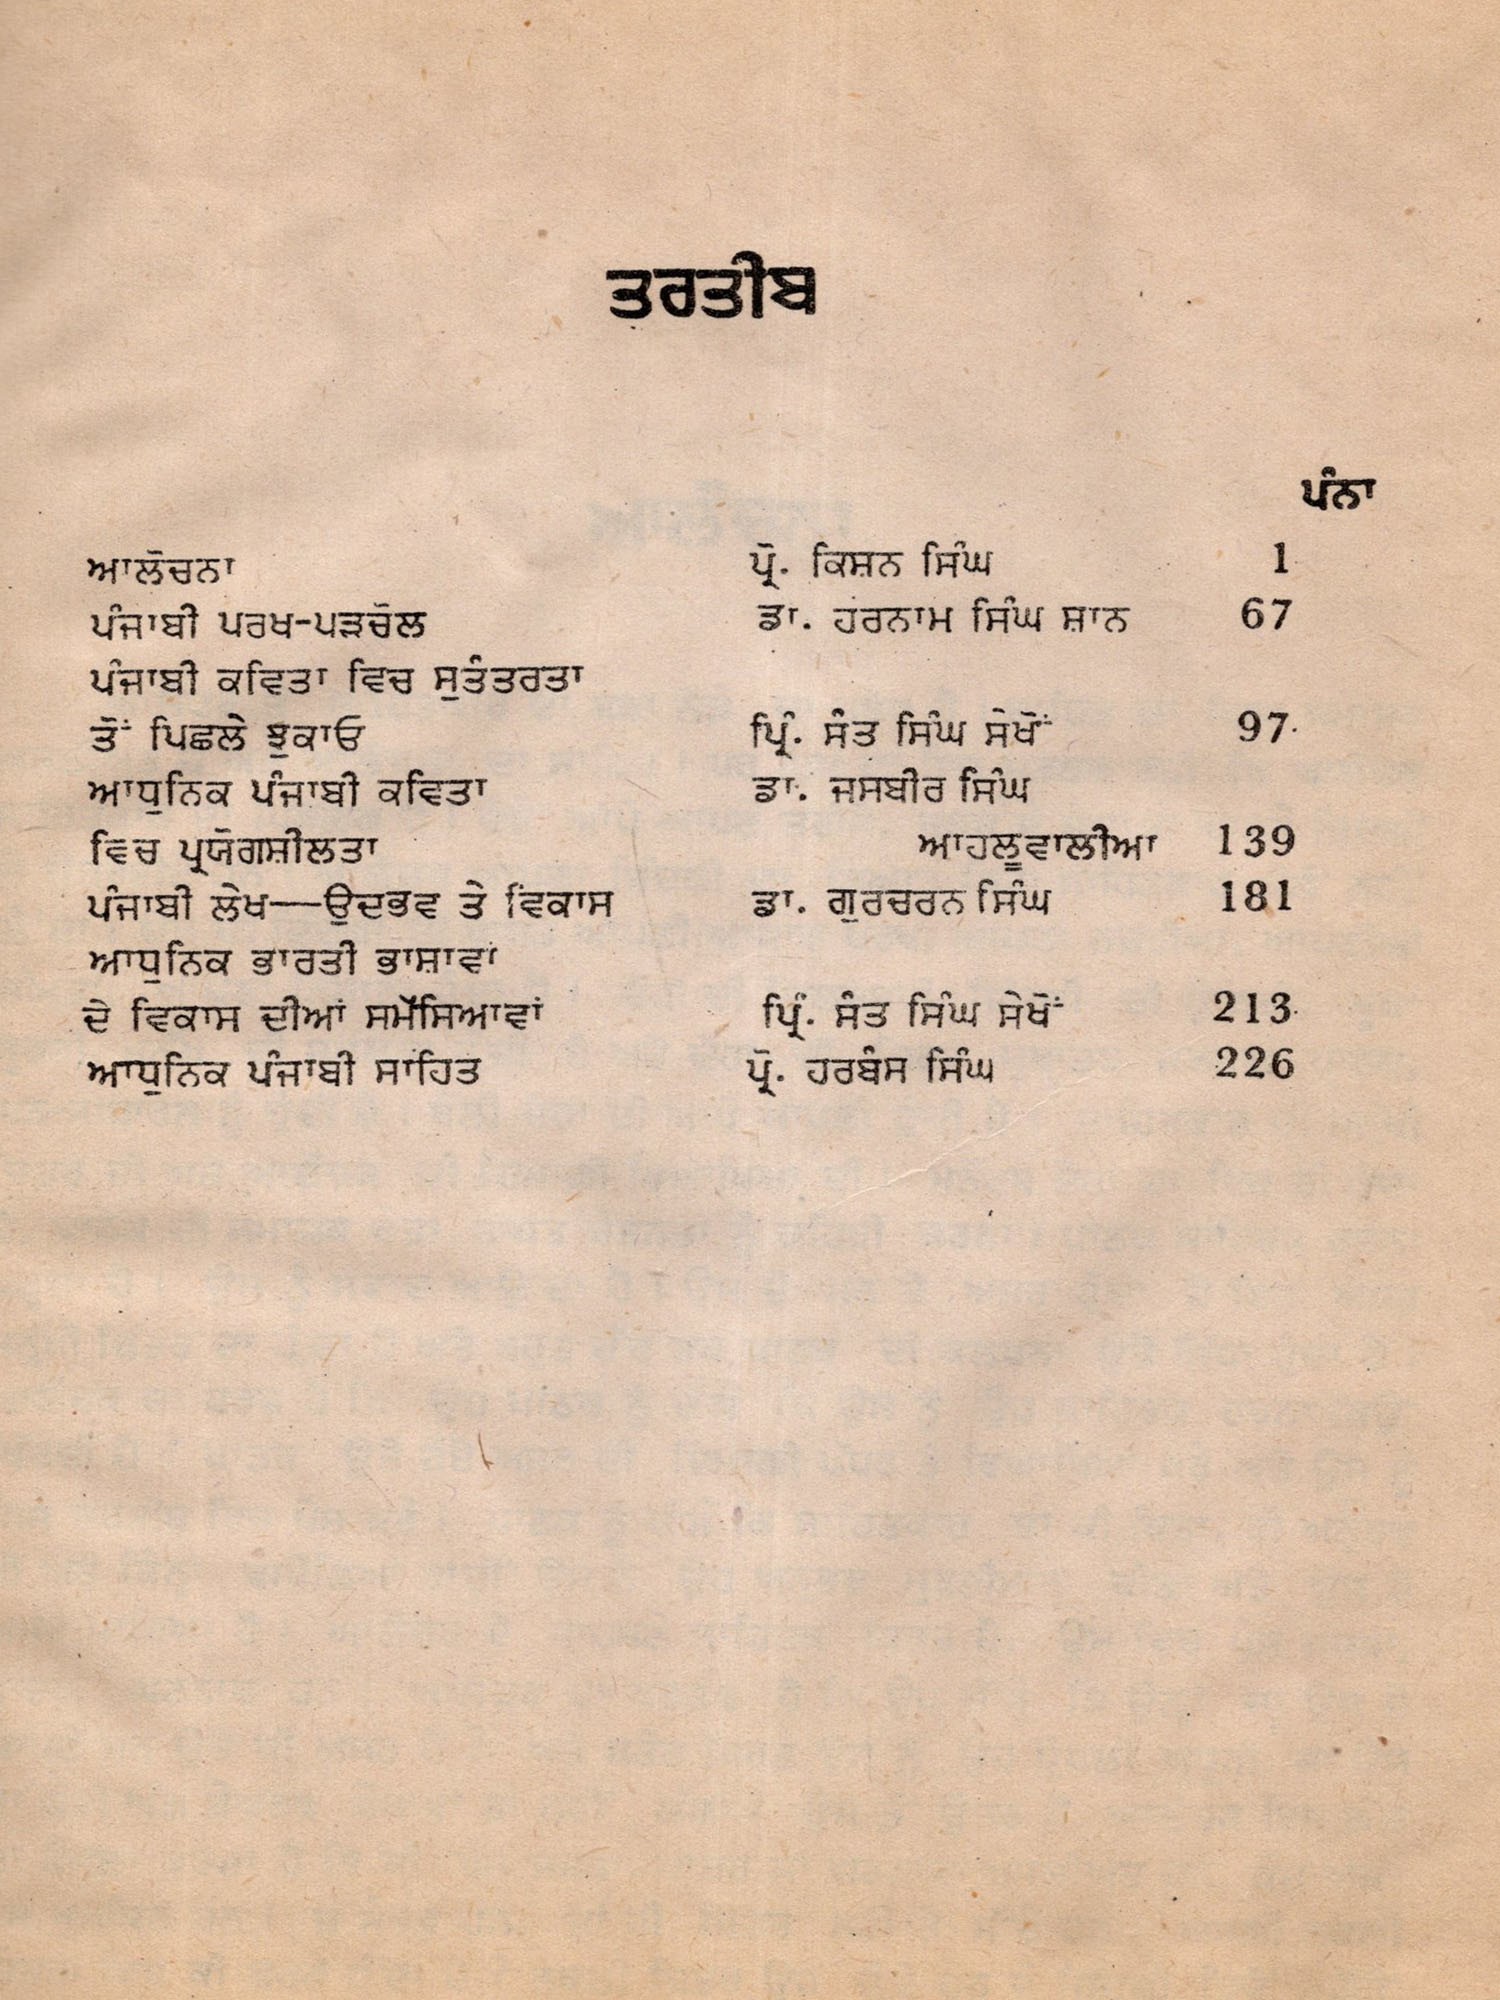 ਤਰਤੀਬ
ਪੰਨਾ
ਆਲੋਚਨਾ ਪ੍ਰੋ. ਕਿਸ਼ਨ ਸਿੰਘ 1
ਪੰਜਾਬੀ ਪਰਖ-ਪੜਚੋਲ ਡਾ. ਹਰਨਾਮ ਸਿੰਘ ਸ਼ਾਨ 67
ਪੰਜਾਬੀ ਕਵਿਤਾ ਵਿਚ ਸੁਤੰਤਰਤਾ
ਤੋਂ ਪਿਛਲੇ ਝੁਕਾਓ ਪ੍ਰਿੰ. ਸੰਤ ਸਿੰਘ ਸੇਖੋਂ 97
ਆਧੁਨਿਕ ਪੰਜਾਬੀ ਕਵਿਤਾ ਡਾ. ਜਸਬੀਰ ਸਿੰਘ
ਵਿਚ ਪ੍ਰਯੋਗਸ਼ੀਲਤਾ ਆਹਲੂਵਾਲੀਆ 139
ਪੰਜਾਬੀ ਲੇਖ—ਉਦਭਵ ਤੇ ਵਿਕਾਸ ਡਾ. ਗੁਰਚਰਨ ਸਿੰਘ 181
ਆਧੁਨਿਕ ਭਾਰਤੀ ਭਾਸ਼ਾਵਾਂ
ਦੇ ਵਿਕਾਸ ਦੀਆਂ ਸਮੱਸਿਆਵਾਂ ਪ੍ਰਿੰ. ਸੰਤ ਸਿੰਘ ਸੇਖੋਂ 213
ਆਧੁਨਿਕ ਪੰਜਾਬੀ ਸਾਹਿਤ ਪ੍ਰੋ. ਹਰਬੰਸ ਸਿੰਘ 226